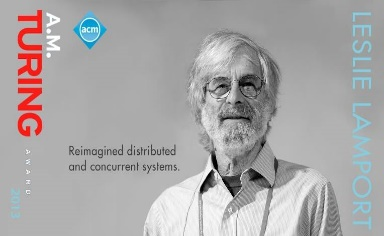 A.M.
TURING
AWARD
2013
acm
Reimagined distributed
and concurrent systems.
LESLIE LAMPORT